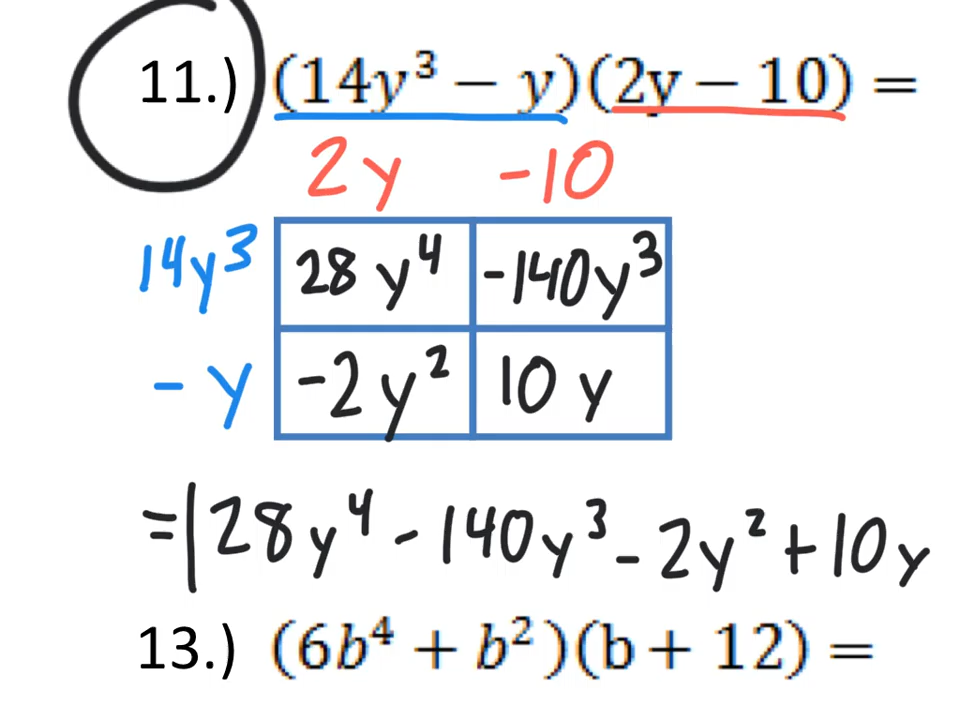 11.) (14y³ − y)(2y − 10) =
2y -10
14y³ 28y⁴ -140y³
- y -2y² 10y
=|28y⁴ - 140y³ - 2y² + 10y
13.) (6b⁴ + b²)(b + 12) =